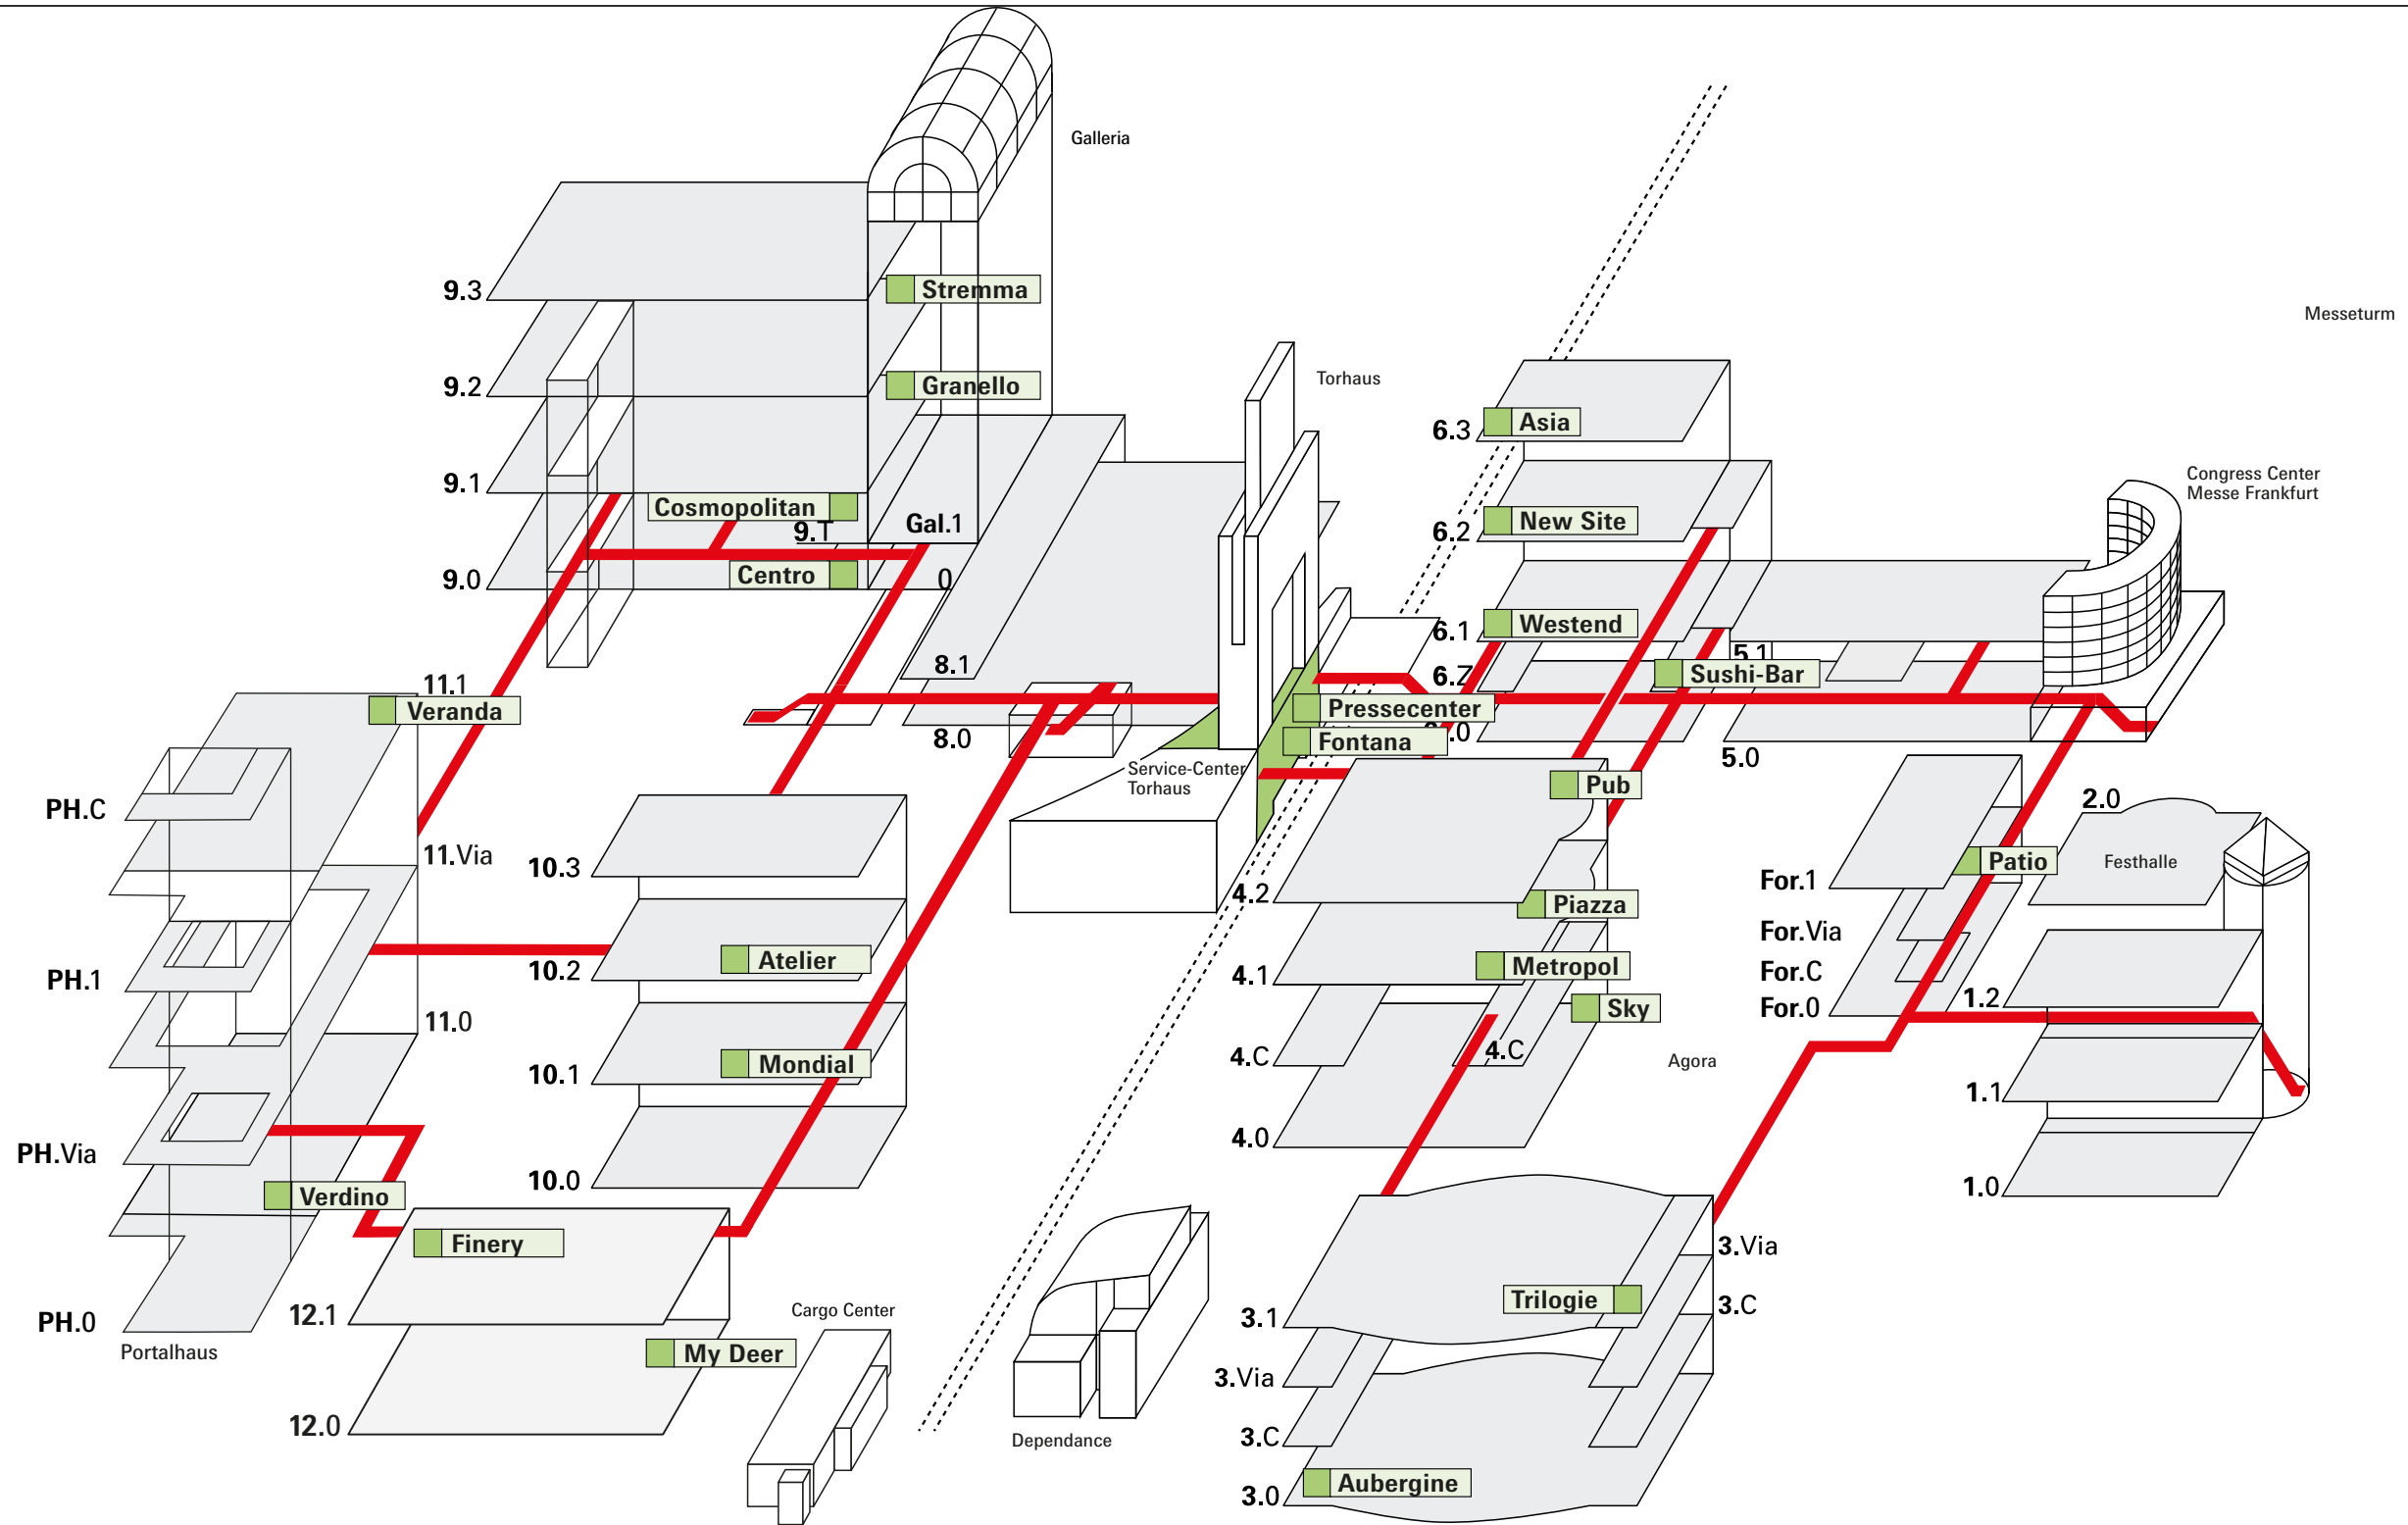 Galleria
Messeturm
9.3
Stremma
Torhaus
9.2
Granello
Asia
6.3
Congress Center
Messe Frankfurt
9.1
Cosmopolitan
9.T
Gal.1
New Site
6.2
9.0
Centro
0
Westend
6.1
5.1
8.1
6.Z
Sushi-Bar
11.1
Veranda
Pressecenter
8.0
Fontana
.0
5.0
Service-Center
Torhaus
Pub
PH.C
2.0
11.Via
10.3
Patio
Festhalle
For.1
4.2
Piazza
For.Via
Atelier
10.2
Metropol
4.1
For.C
PH.1
1.2
For.0
Sky
11.0
4.C
4.C
Agora
Mondial
10.1
1.1
4.0
PH.Via
10.0
1.0
Verdino
Finery
3.Via
Trilogie
3.C
Cargo Center
12.1
3.1
PH.0
Portalhaus
My Deer
3.Via
12.0
Dependance
3.C
Aubergine
3.0